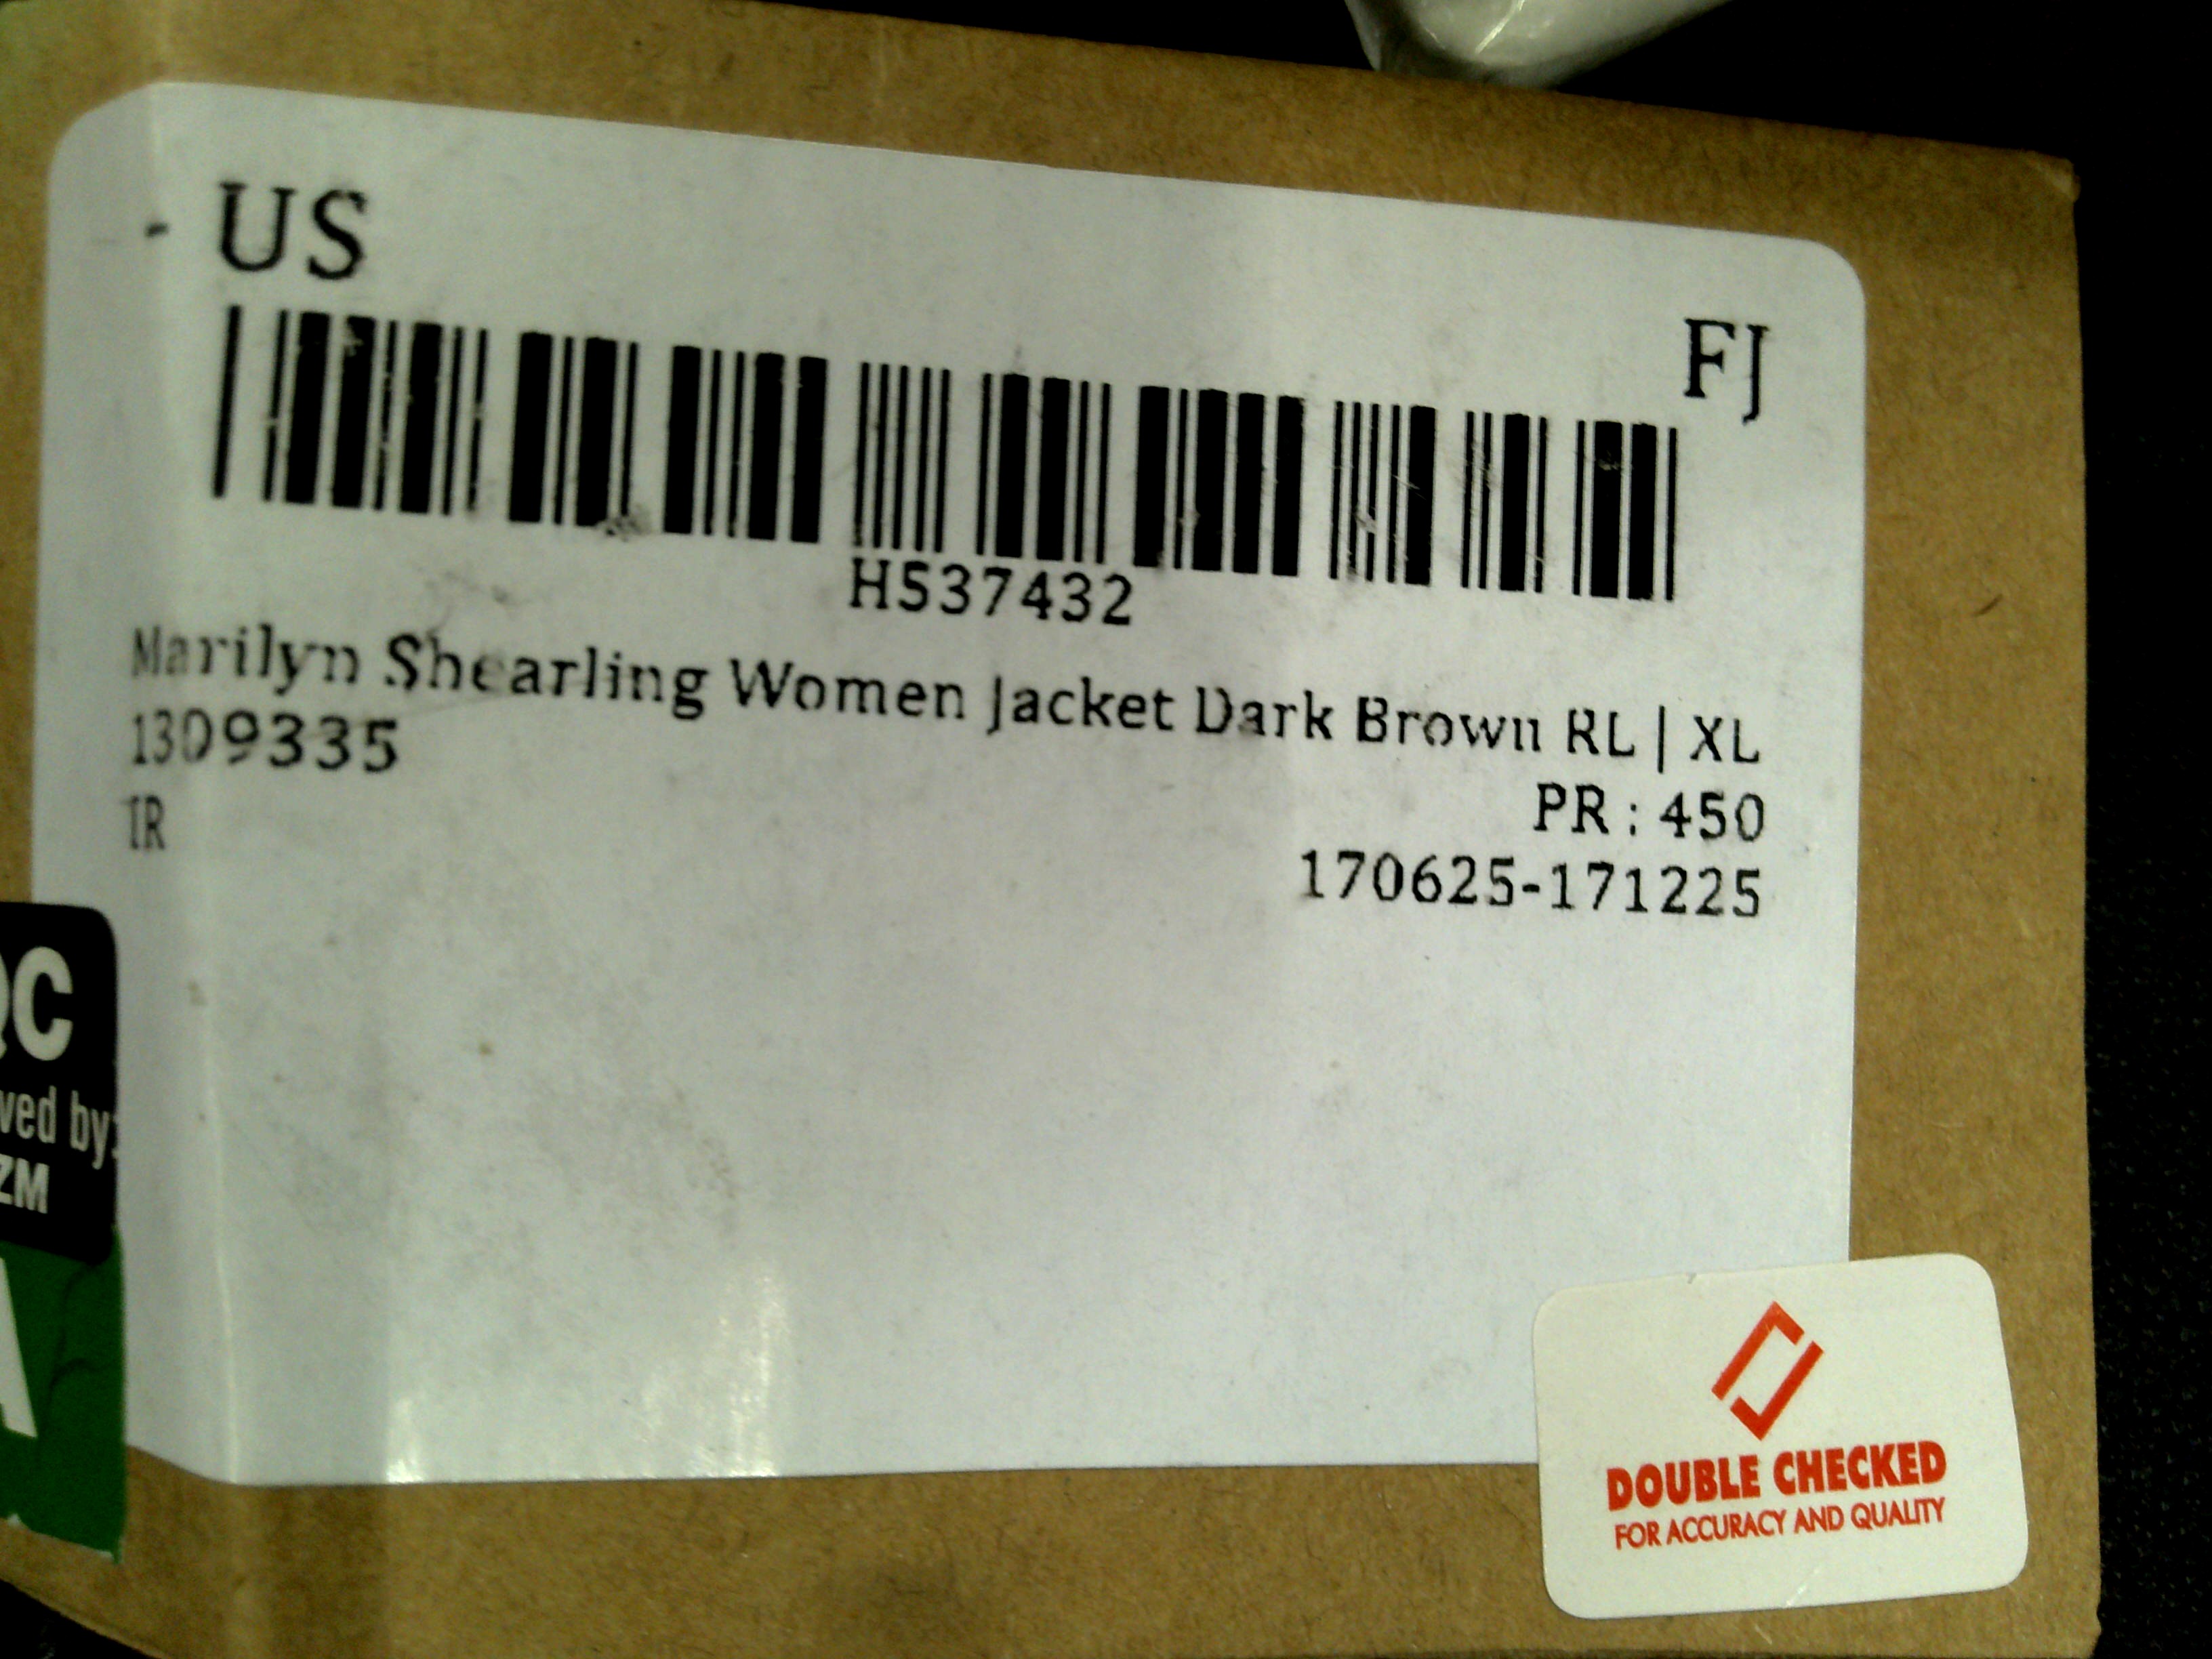 - US
FJ
H537432
Marilyn Shearling Women Jacket Dark Brown RL | XL
1309335
PR : 450
IR
170625-171225
QC
ved by:
ZM
A
DOUBLE CHECKED
FOR ACCURACY AND QUALITY